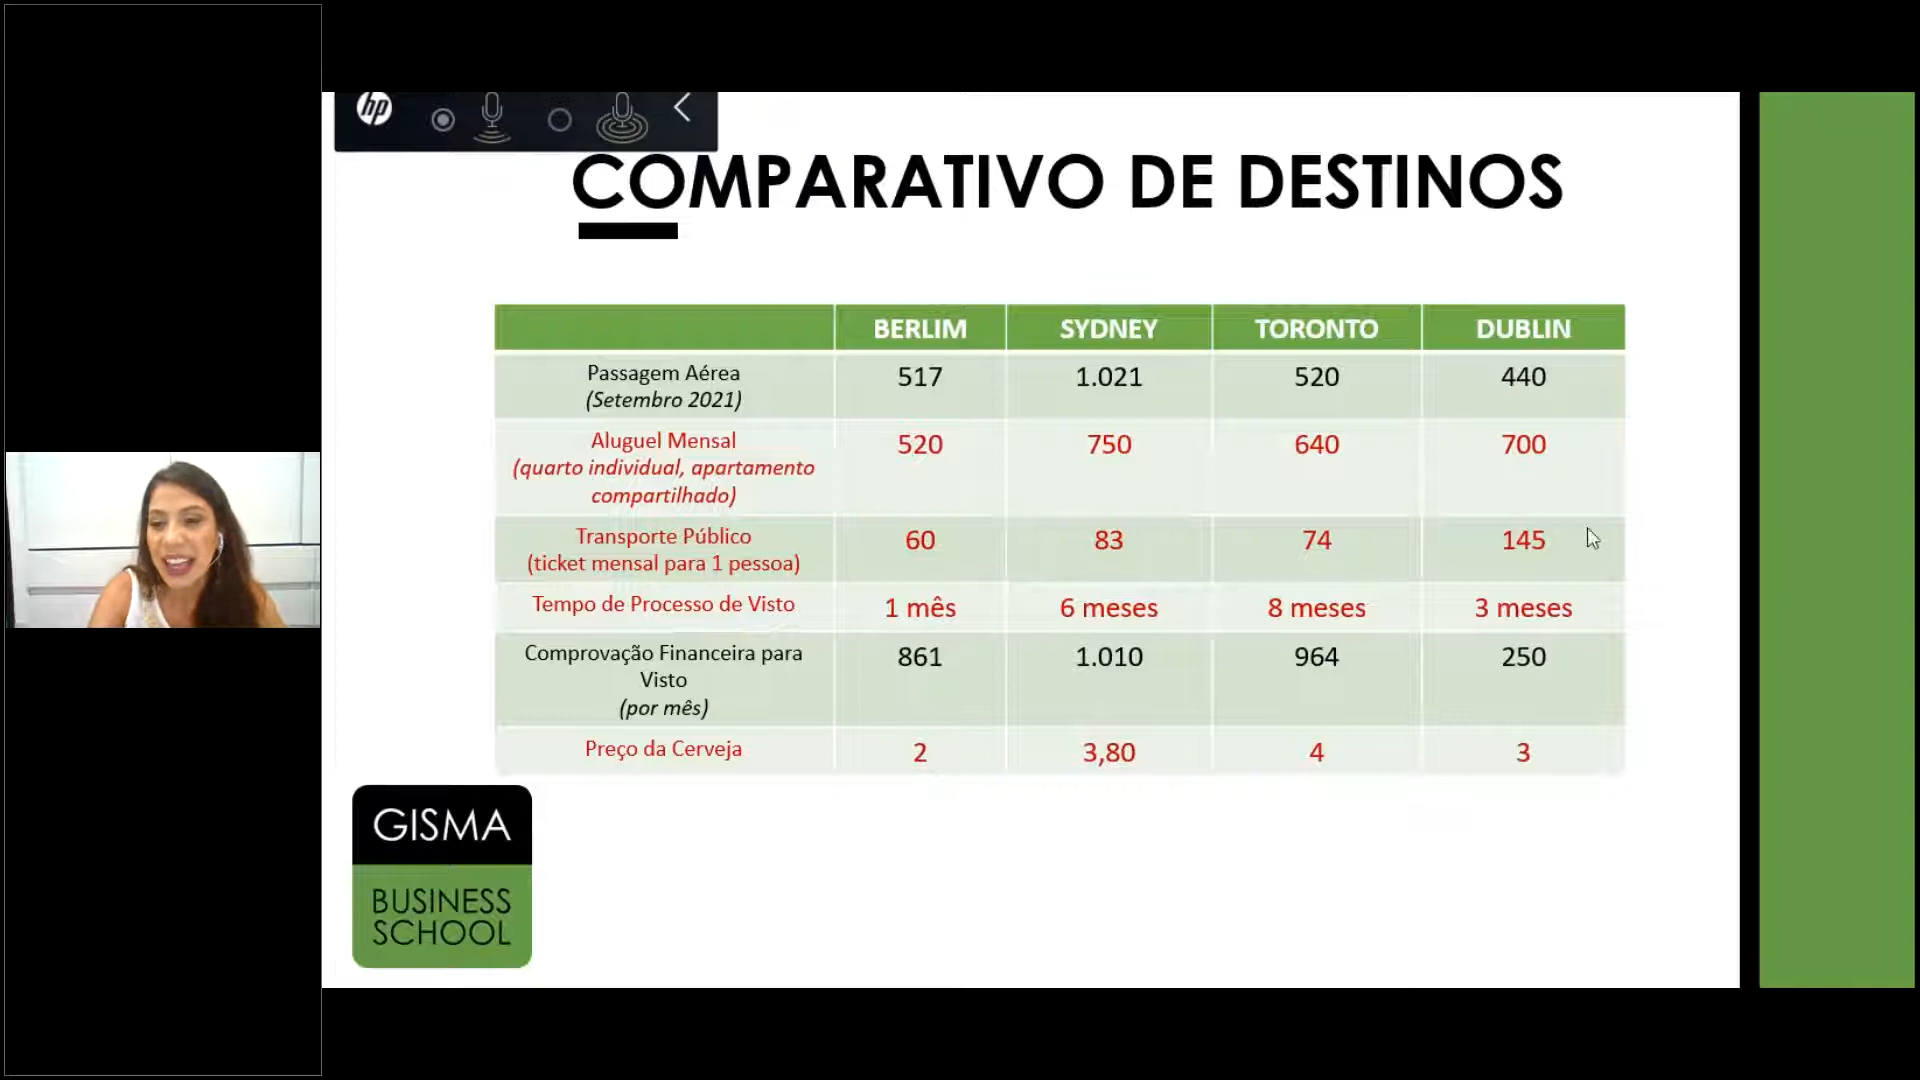 hp
COMPARATIVO DE DESTINOS
BERLIM SYDNEY TORONTO DUBLIN
Passagem Aérea 517 1.021 520 440
(Setembro 2021)
Aluguel Mensal 520 750 640 700
(quarto individual, apartamento
compartilhado)
Transporte Público 60 83 74 145
(ticket mensal para 1 pessoa)
Tempo de Processo de Visto 1 mês 6 meses 8 meses 3 meses
Comprovação Financeira para 861 1.010 964 250
Visto
(por mês)
Preço da Cerveja 2 3,80 4 3
GISMA
BUSINESS
SCHOOL